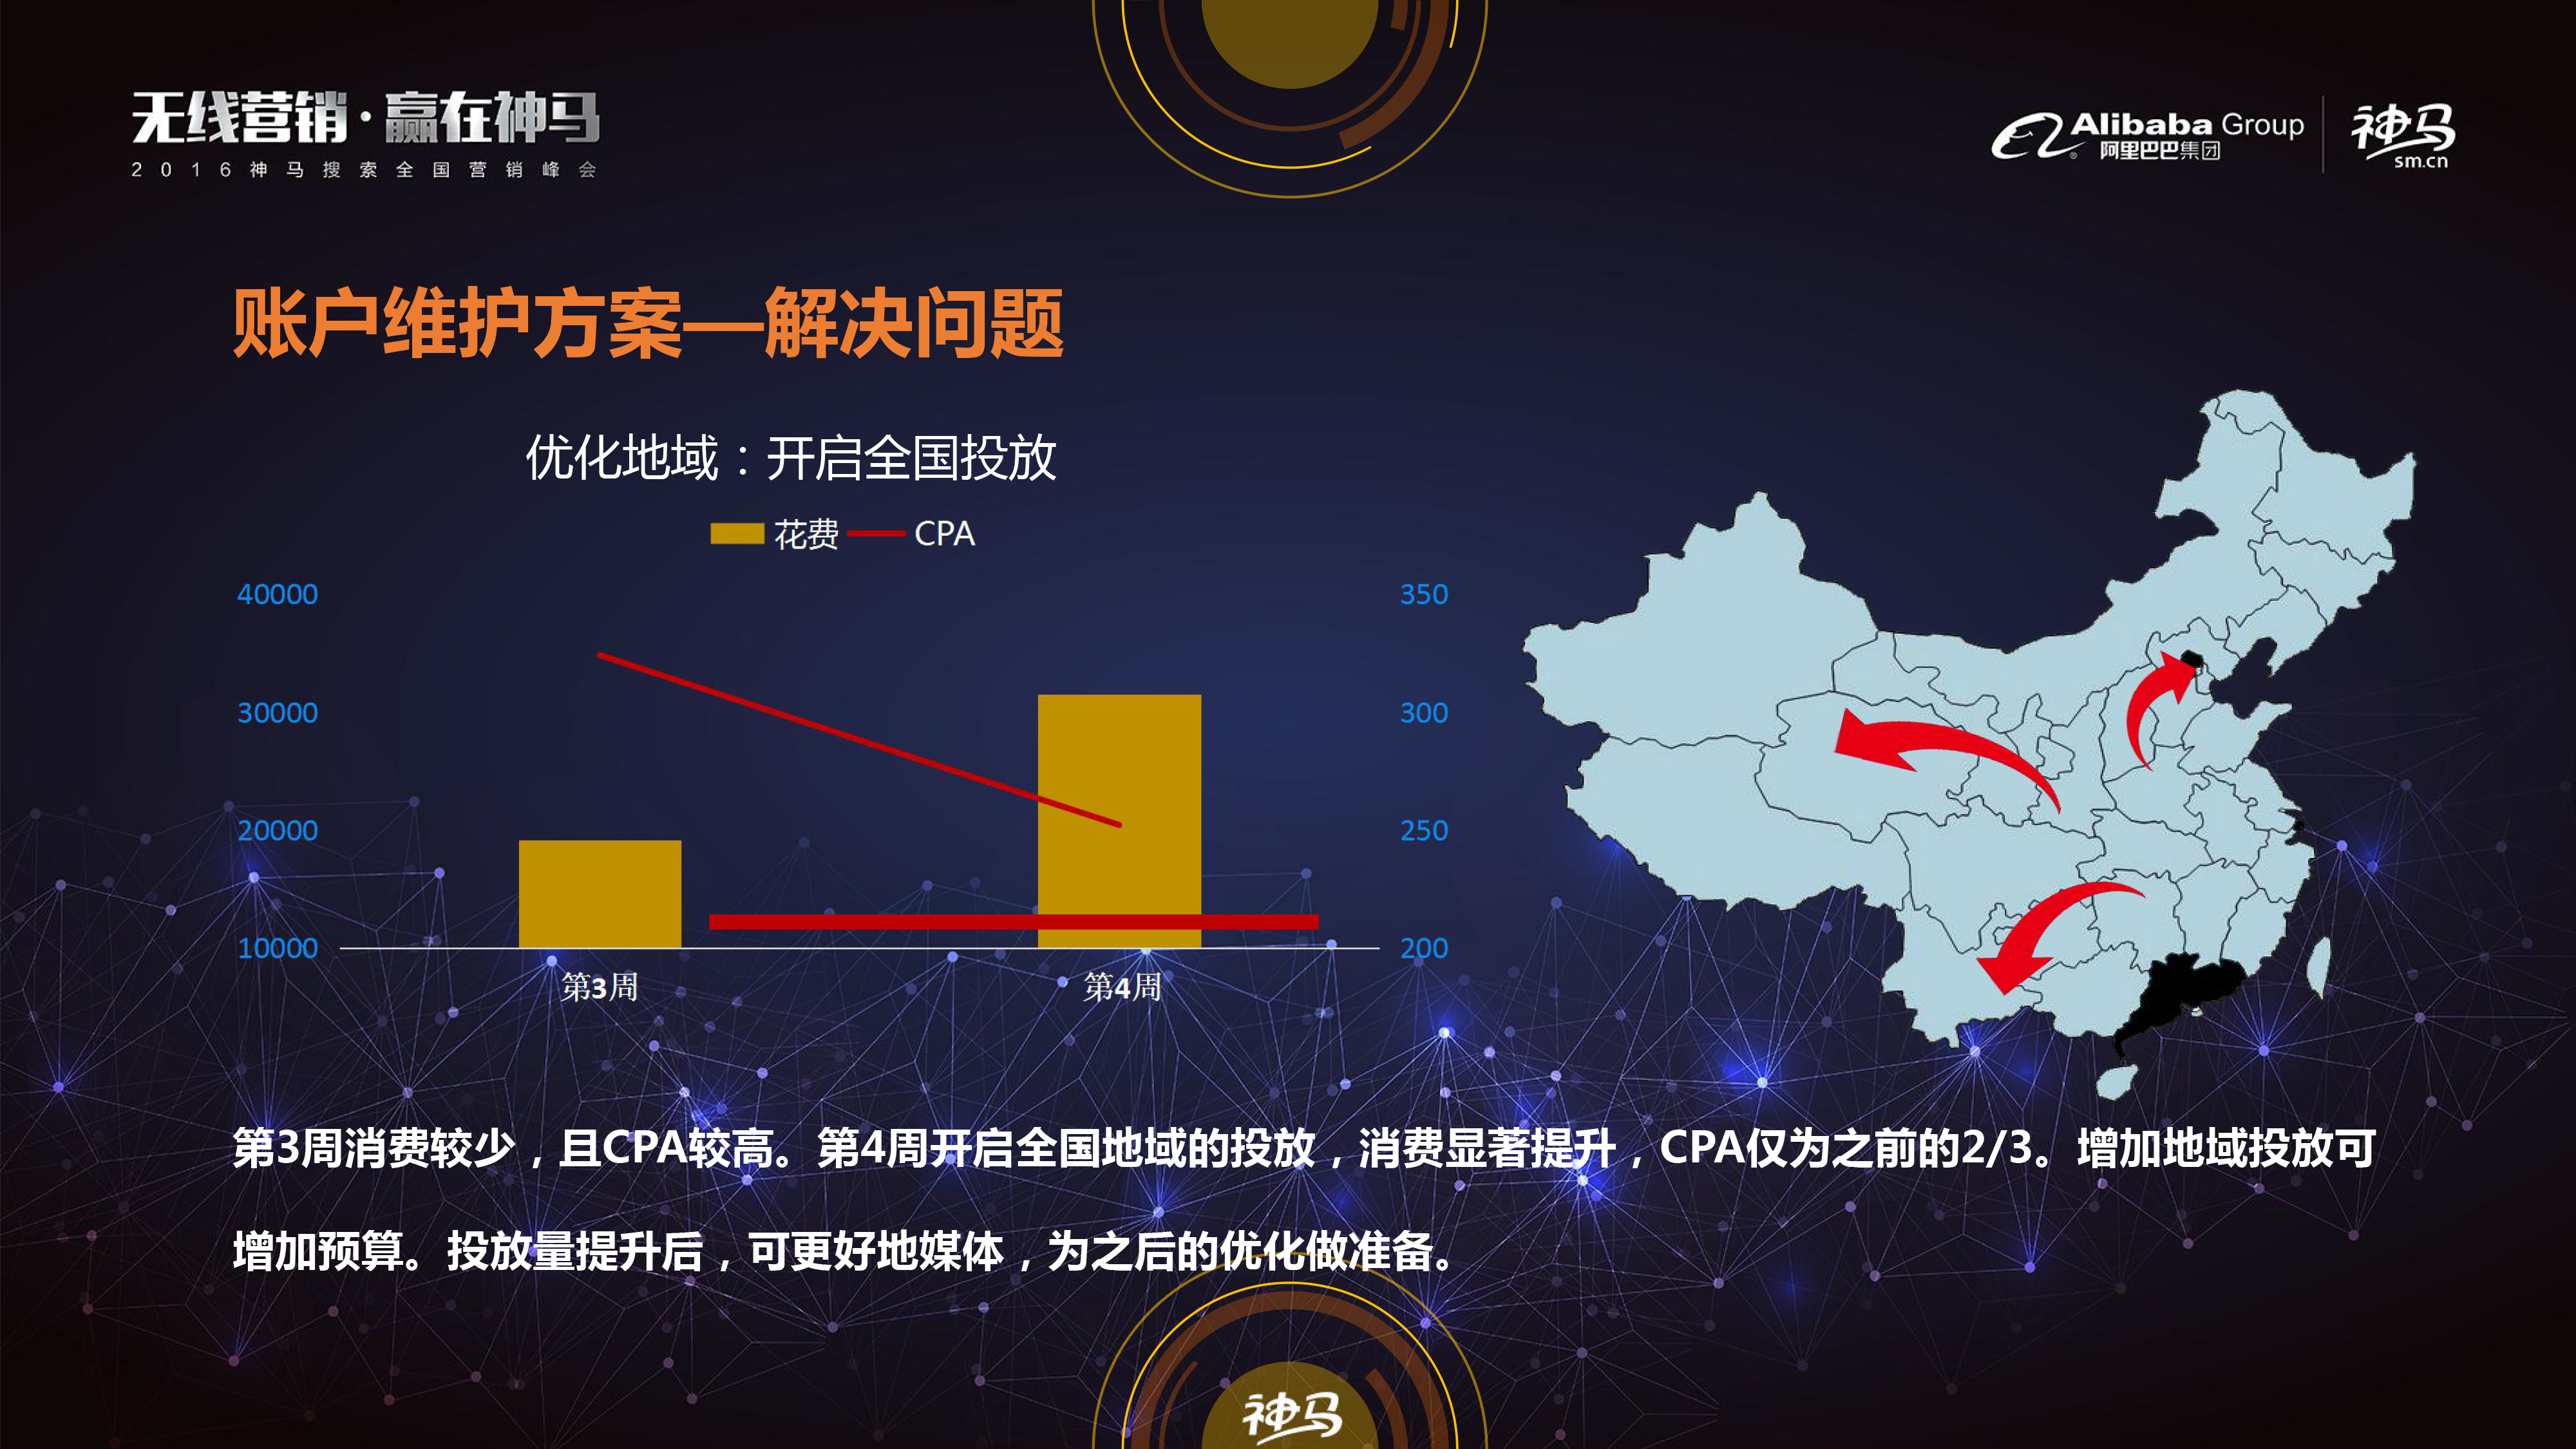 无线营销·赢在神马
2016神马搜索全国营销峰会
Alibaba Group
阿里巴巴集团
神马
sm.cn
账户维护方案—解决问题
优化地域：开启全国投放
花费 CPA
40000
30000
20000
10000
350
300
250
200
第3周
第4周
第3周消费较少，且CPA较高。第4周开启全国地域的投放，消费显著提升，CPA仅为之前的2/3。增加地域投放可
增加预算。投放量提升后，可更好地媒体，为之后的优化做准备。
神马